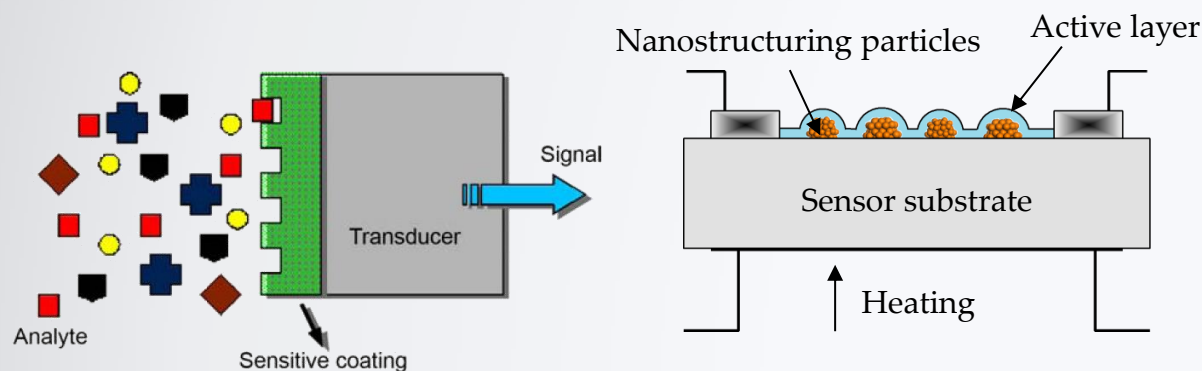 Signal
Transducer
Analyte
Sensitive coating
Nanostructuring particles
Active layer
Sensor substrate
Heating